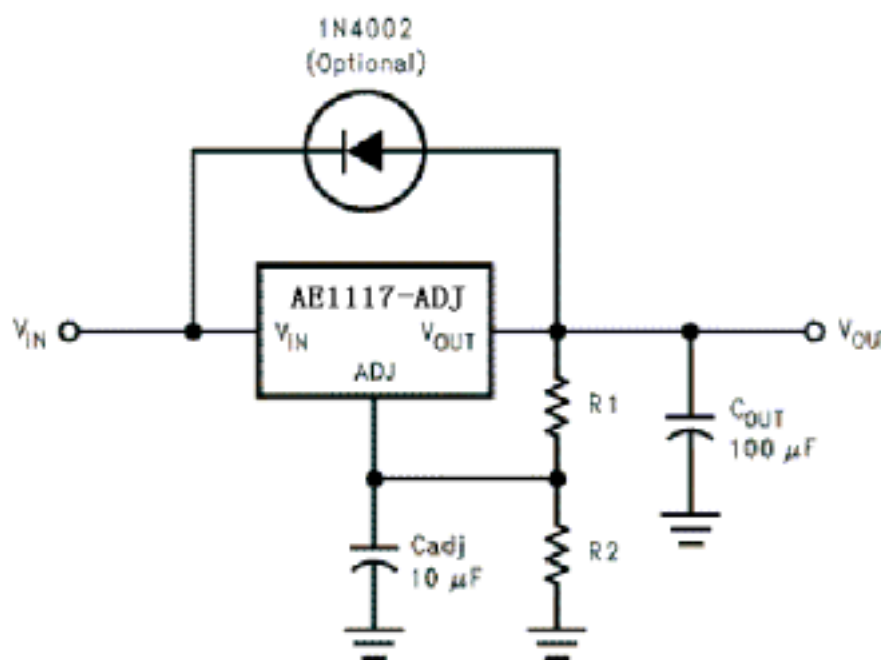 1N4002
(Optional)
AE1117-ADJ
VIN
VIN
VOUT
VOU
ADJ
R1
COUT
100 μF
Cadj
10 μF
R2